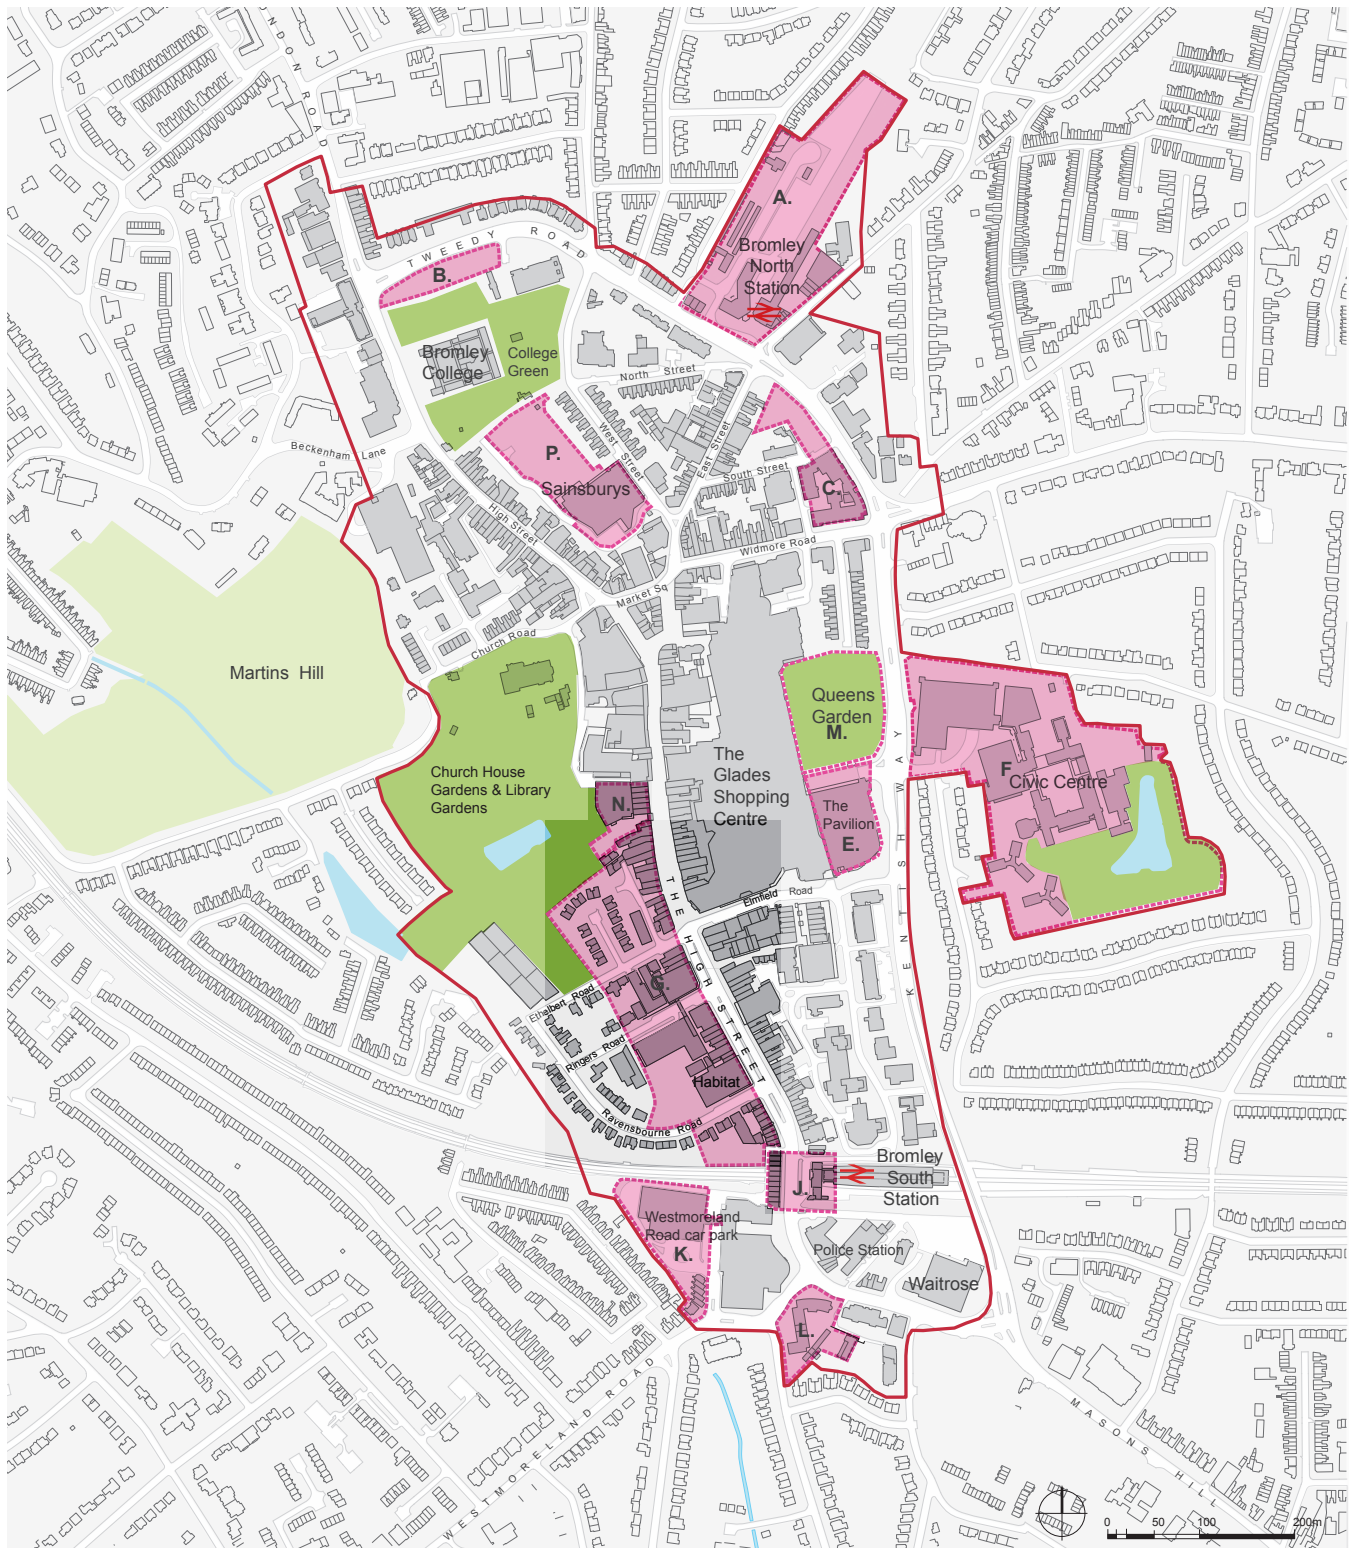 LONDON ROAD
A.
Bromley
North
Station
TWEEDY ROAD
B.
Bromley
College
College
Green
North Street
West Street
East Street
South Street
Beckenham Lane
P.
Sainsburys
C.
High Street
Widmore Road
Market Sq
Church Road
Martins Hill
Queens
Garden
M.
The
Glades
Shopping
Centre
Church House
Gardens & Library
Gardens
N.
F.
Civic Centre
The
Pavilion
E.
KENTISH WAY
Elmfield Road
THE HIGH STREET
G.
Ethelbert Road
Ringers Road
Habitat
Ravensbourne Road
Bromley
South
Station
J.
Westmoreland
Road car park
K.
Police Station
Waitrose
L.
WESTMORELAND ROAD
MASONS HILL
0 50 100 200m